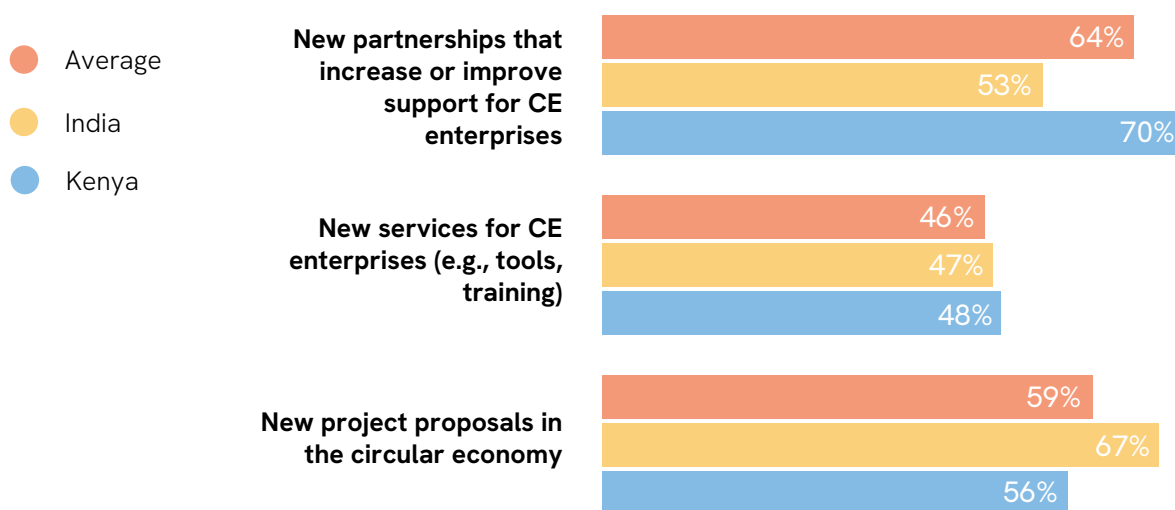 Average
India
Kenya
New partnerships that
increase or improve
support for CE
enterprises
64%
53%
70%
New services for CE
enterprises (e.g., tools,
training)
46%
47%
48%
New project proposals in
the circular economy
59%
67%
56%